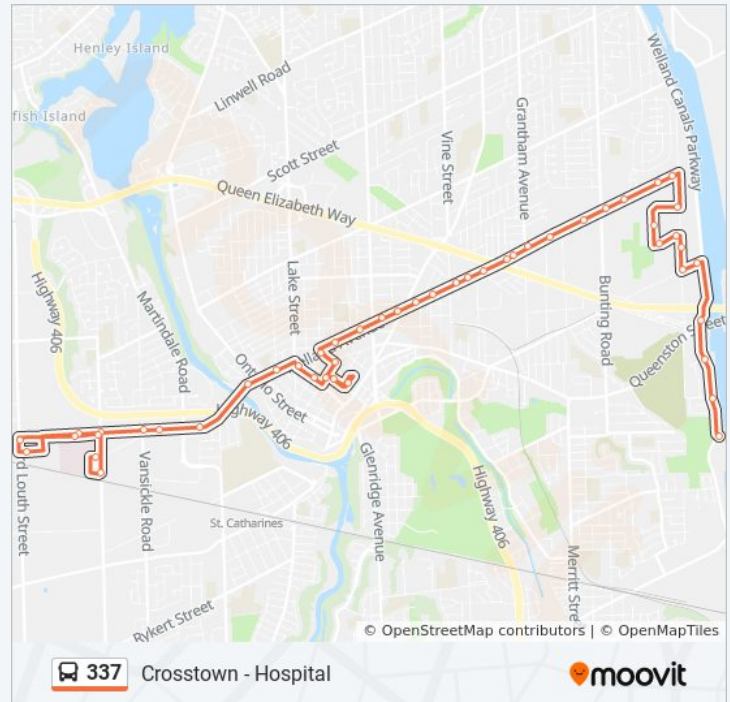 Henley Island
fish Island
Linwell Road
Scott Street
Welland Canals Parkway
Grantham Avenue
Vine Street
Queen Elizabeth Way
Highway 406
Martindale Road
Lake Street
Bunting Road
Queenston Street
Ontario Street
Highway 406
Glenridge Avenue
Highway 406
rd Louth Street
Vansickle Road
St. Catharines
Merritt Stre
Rykert Street
© OpenStreetMap contributors | © OpenMapTiles
337 Crosstown - Hospital
moovit